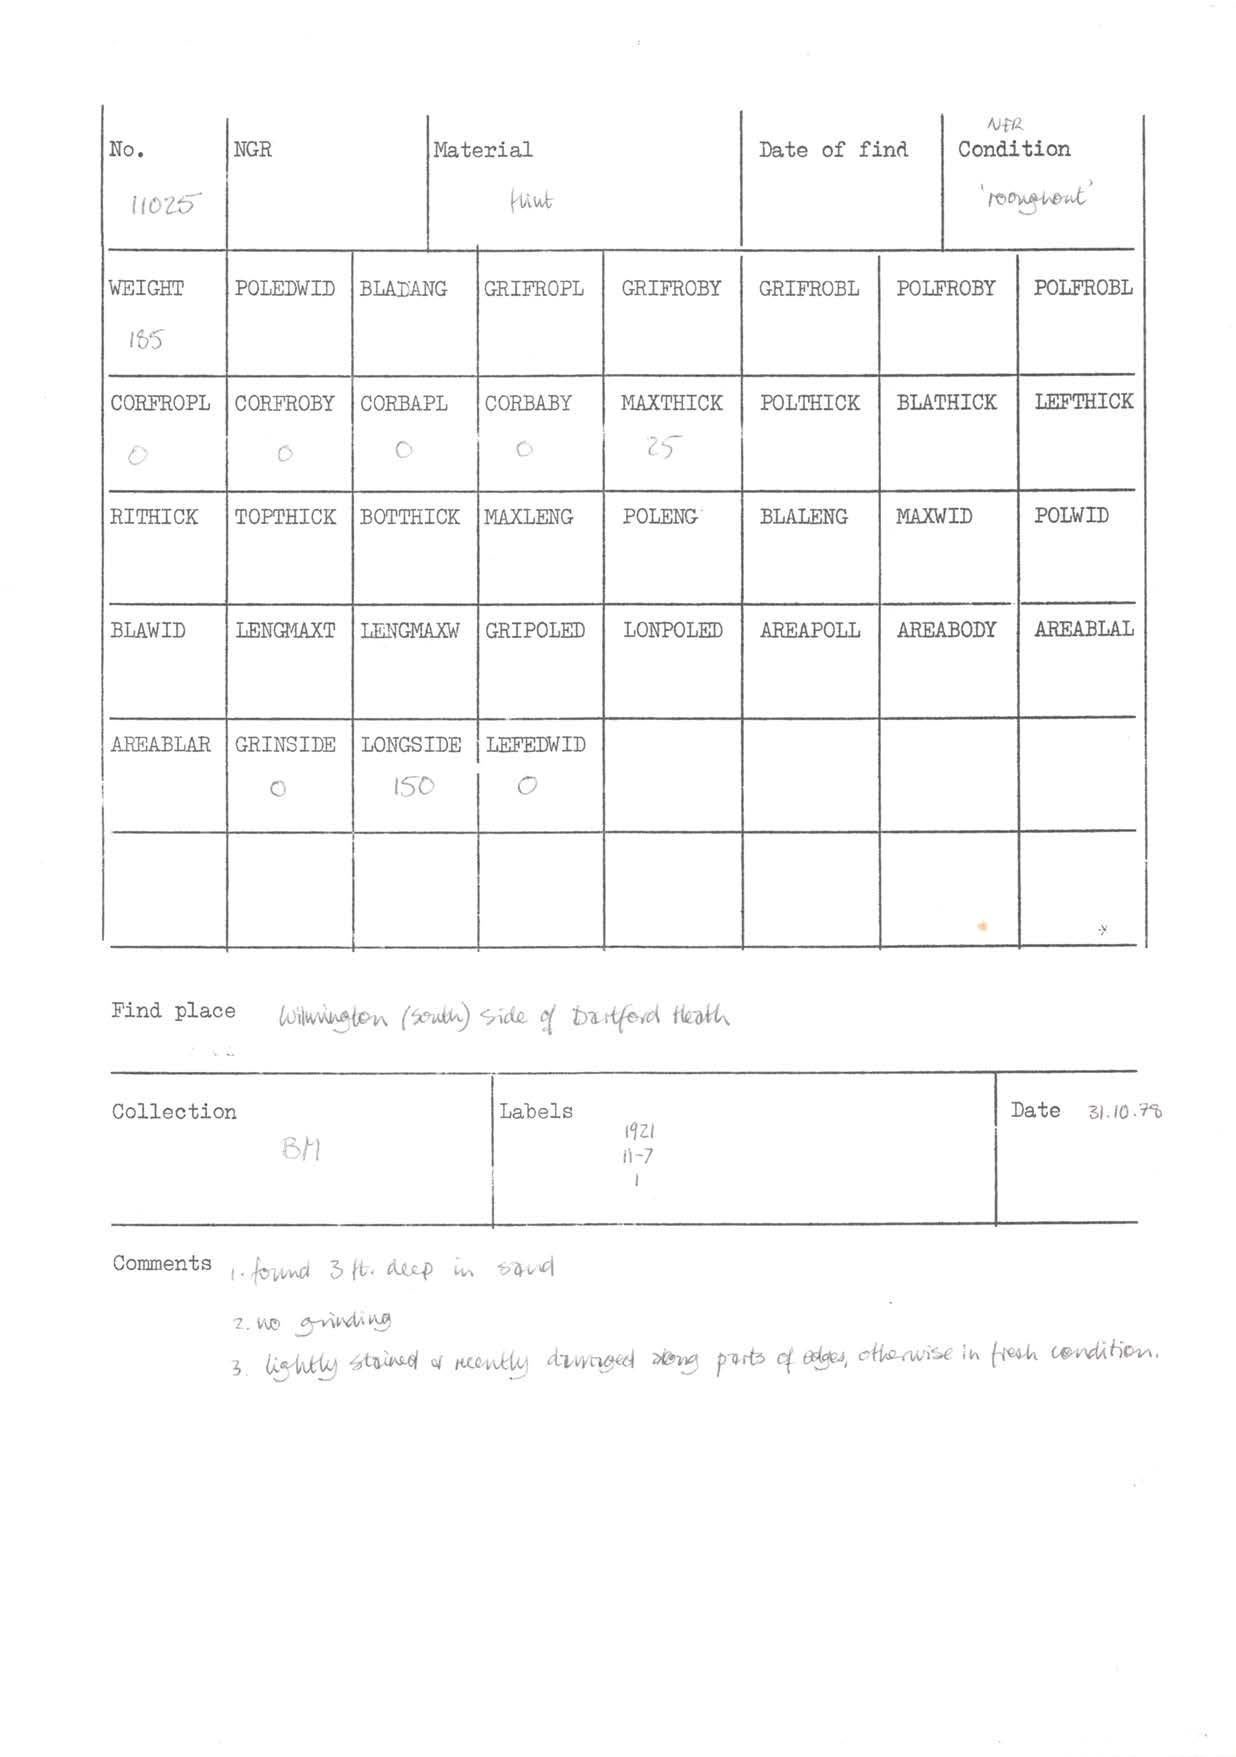 NFR
No. NGR Material Date of find Condition
11025 flint 'rooughout'
WEIGHT POLEDWID BLADANG GRIFROPL GRIFROBY GRIFROBL POLFROBY POLFROBL
185
CORFROPL CORFROBY CORBAPL CORBABY MAXTHICK POLTHICK BLATHICK LEFTHICK
0 0 0 0 25
RITHICK TOPTHICK BOTTHICK MAXLENG POLENG BLALENG MAXWID POLWID
BLAWID LENGMAXT LENGMAXW GRIPOLED LONPOLED AREAPOLL AREABODY AREABLAL
AREABLAR GRINSIDE LONGSIDE LEFEDWID
0 150 0
Find place Wilmington (south) side of Dartford Heath
Collection Labels Date 31.10.78
BM 1921
11-7
1
Comments 1. found 3 ft. deep in sand
2. no grinding
3. lightly stained & recently damaged along parts of edges, otherwise in fresh condition.